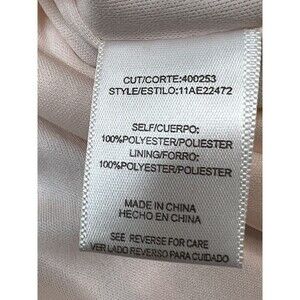 CUT/CORTE:400253
STYLE/ESTILO:11AE22472
SELF/CUERPO:
100%POLYESTER/POLIESTER
LINING/FORRO:
100%POLYESTER/POLIESTER
MADE IN CHINA
HECHO EN CHINA
SEE REVERSE FOR CARE
VER LADO REVERSO PARA CUIDADO